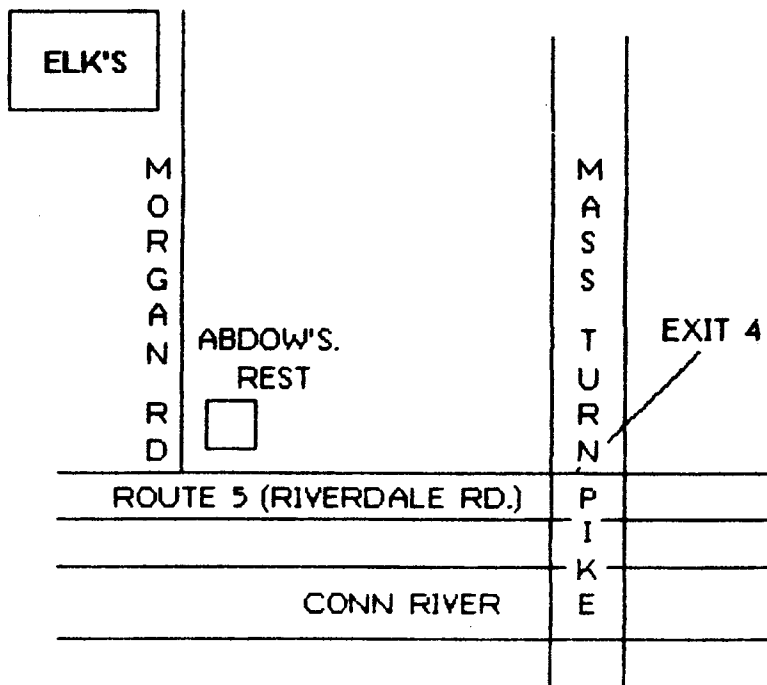 ELK'S
MORGAN RD
MASS TURNPIKE
EXIT 4
ABDOW'S.
REST
ROUTE 5 (RIVERDALE RD.)
CONN RIVER